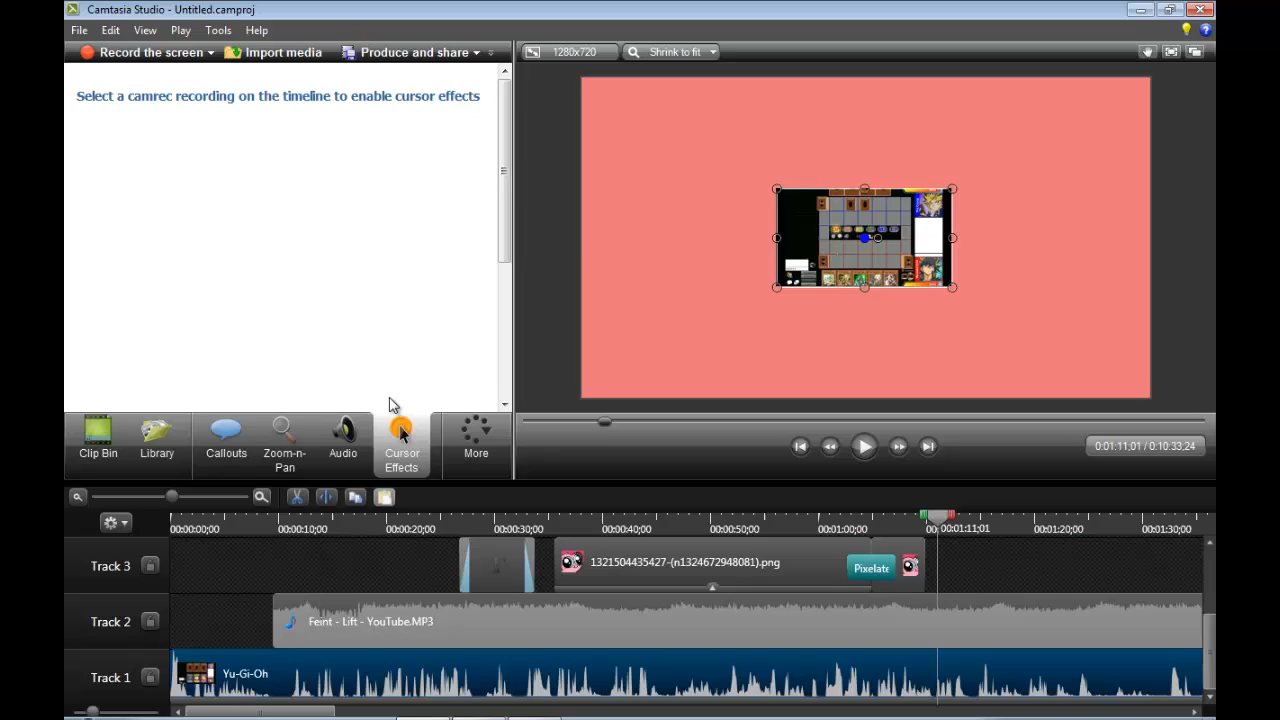 Camtasia Studio - Untitled.camproj
File Edit View Play Tools Help
Record the screen Import media Produce and share
1280x720 Shrink to fit
Select a camrec recording on the timeline to enable cursor effects
Clip Bin Library Callouts Zoom-n-Pan Audio Cursor Effects More
0:01:11;01 / 0:10:33;24
00:00:00;00 00:00:10;00 00:00:20;00 00:00:30;00 00:00:40;00 00:00:50;00 00:01:00;00 00:01:11;01 00:01:20;00 00:01:30;00
Track 3 1321504435427-(n1324672948081).png Pixelate
Track 2 Feint - Lift - YouTube.MP3
Track 1 Yu-Gi-Oh